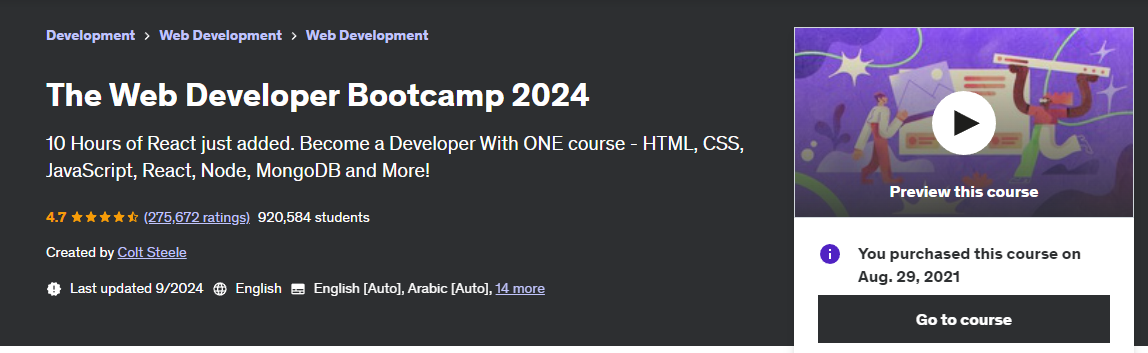 Development > Web Development > Web Development
The Web Developer Bootcamp 2024
10 Hours of React just added. Become a Developer With ONE course - HTML, CSS,
JavaScript, React, Node, MongoDB and More!
4.7 (275,672 ratings) 920,584 students
Created by Colt Steele
Last updated 9/2024 English English [Auto], Arabic [Auto], 14 more
Preview this course
You purchased this course on
Aug. 29, 2021
Go to course